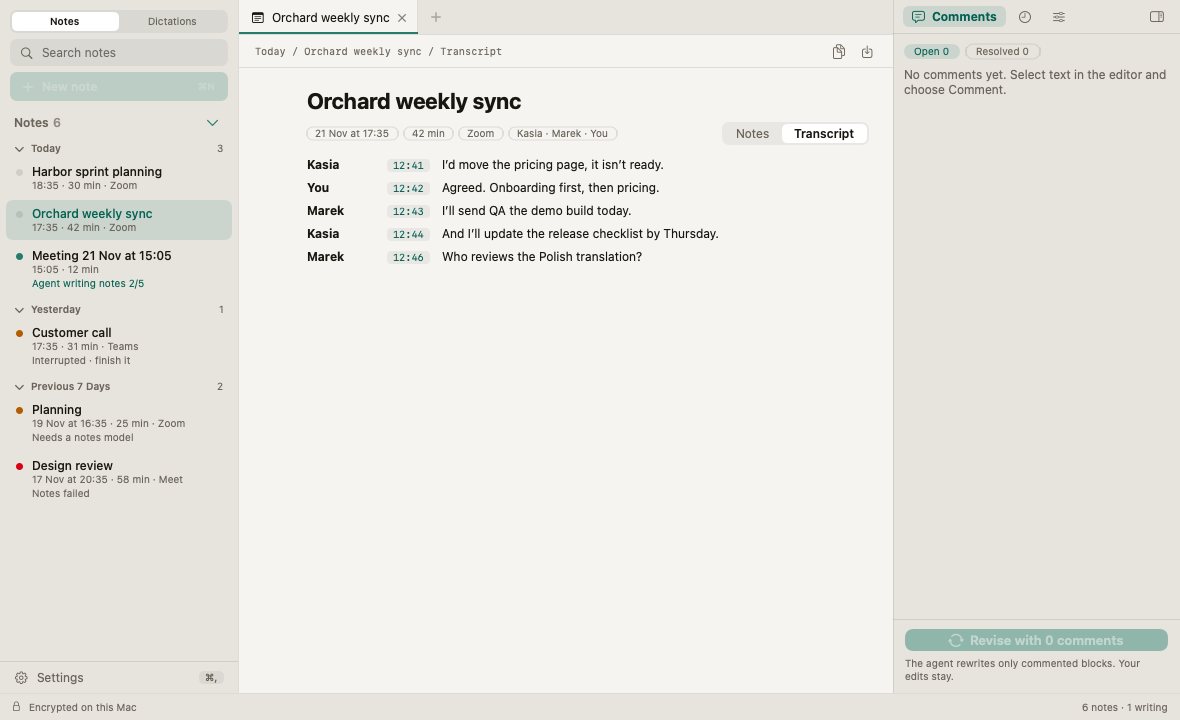 Notes
Dictations
Search notes
New note ⌘N
Notes 6
Today 3
Harbor sprint planning
18:35 · 30 min · Zoom
Orchard weekly sync
17:35 · 42 min · Zoom
Meeting 21 Nov at 15:05
15:05 · 12 min
Agent writing notes 2/5
Yesterday 1
Customer call
17:35 · 31 min · Teams
Interrupted · finish it
Previous 7 Days 2
Planning
19 Nov at 16:35 · 25 min · Zoom
Needs a notes model
Design review
17 Nov at 20:35 · 58 min · Meet
Notes failed
Settings ⌘,
Encrypted on this Mac
Orchard weekly sync
Today / Orchard weekly sync / Transcript
Orchard weekly sync
21 Nov at 17:35 42 min Zoom Kasia · Marek · You
Notes Transcript
Kasia 12:41 I’d move the pricing page, it isn’t ready.
You 12:42 Agreed. Onboarding first, then pricing.
Marek 12:43 I’ll send QA the demo build today.
Kasia 12:44 And I’ll update the release checklist by Thursday.
Marek 12:46 Who reviews the Polish translation?
Comments
Open 0 Resolved 0
No comments yet. Select text in the editor and
choose Comment.
Revise with 0 comments
The agent rewrites only commented blocks. Your
edits stay.
6 notes · 1 writing